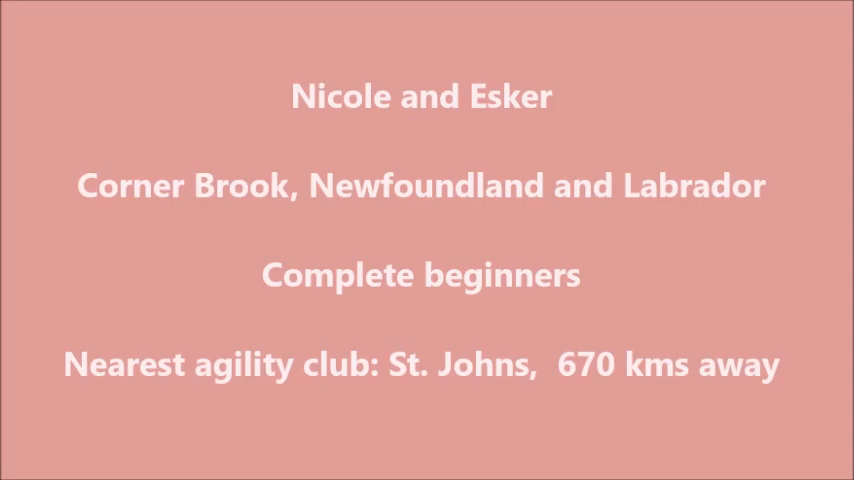 Nicole and Esker
Corner Brook, Newfoundland and Labrador
Complete beginners
Nearest agility club: St. Johns,  670 kms away